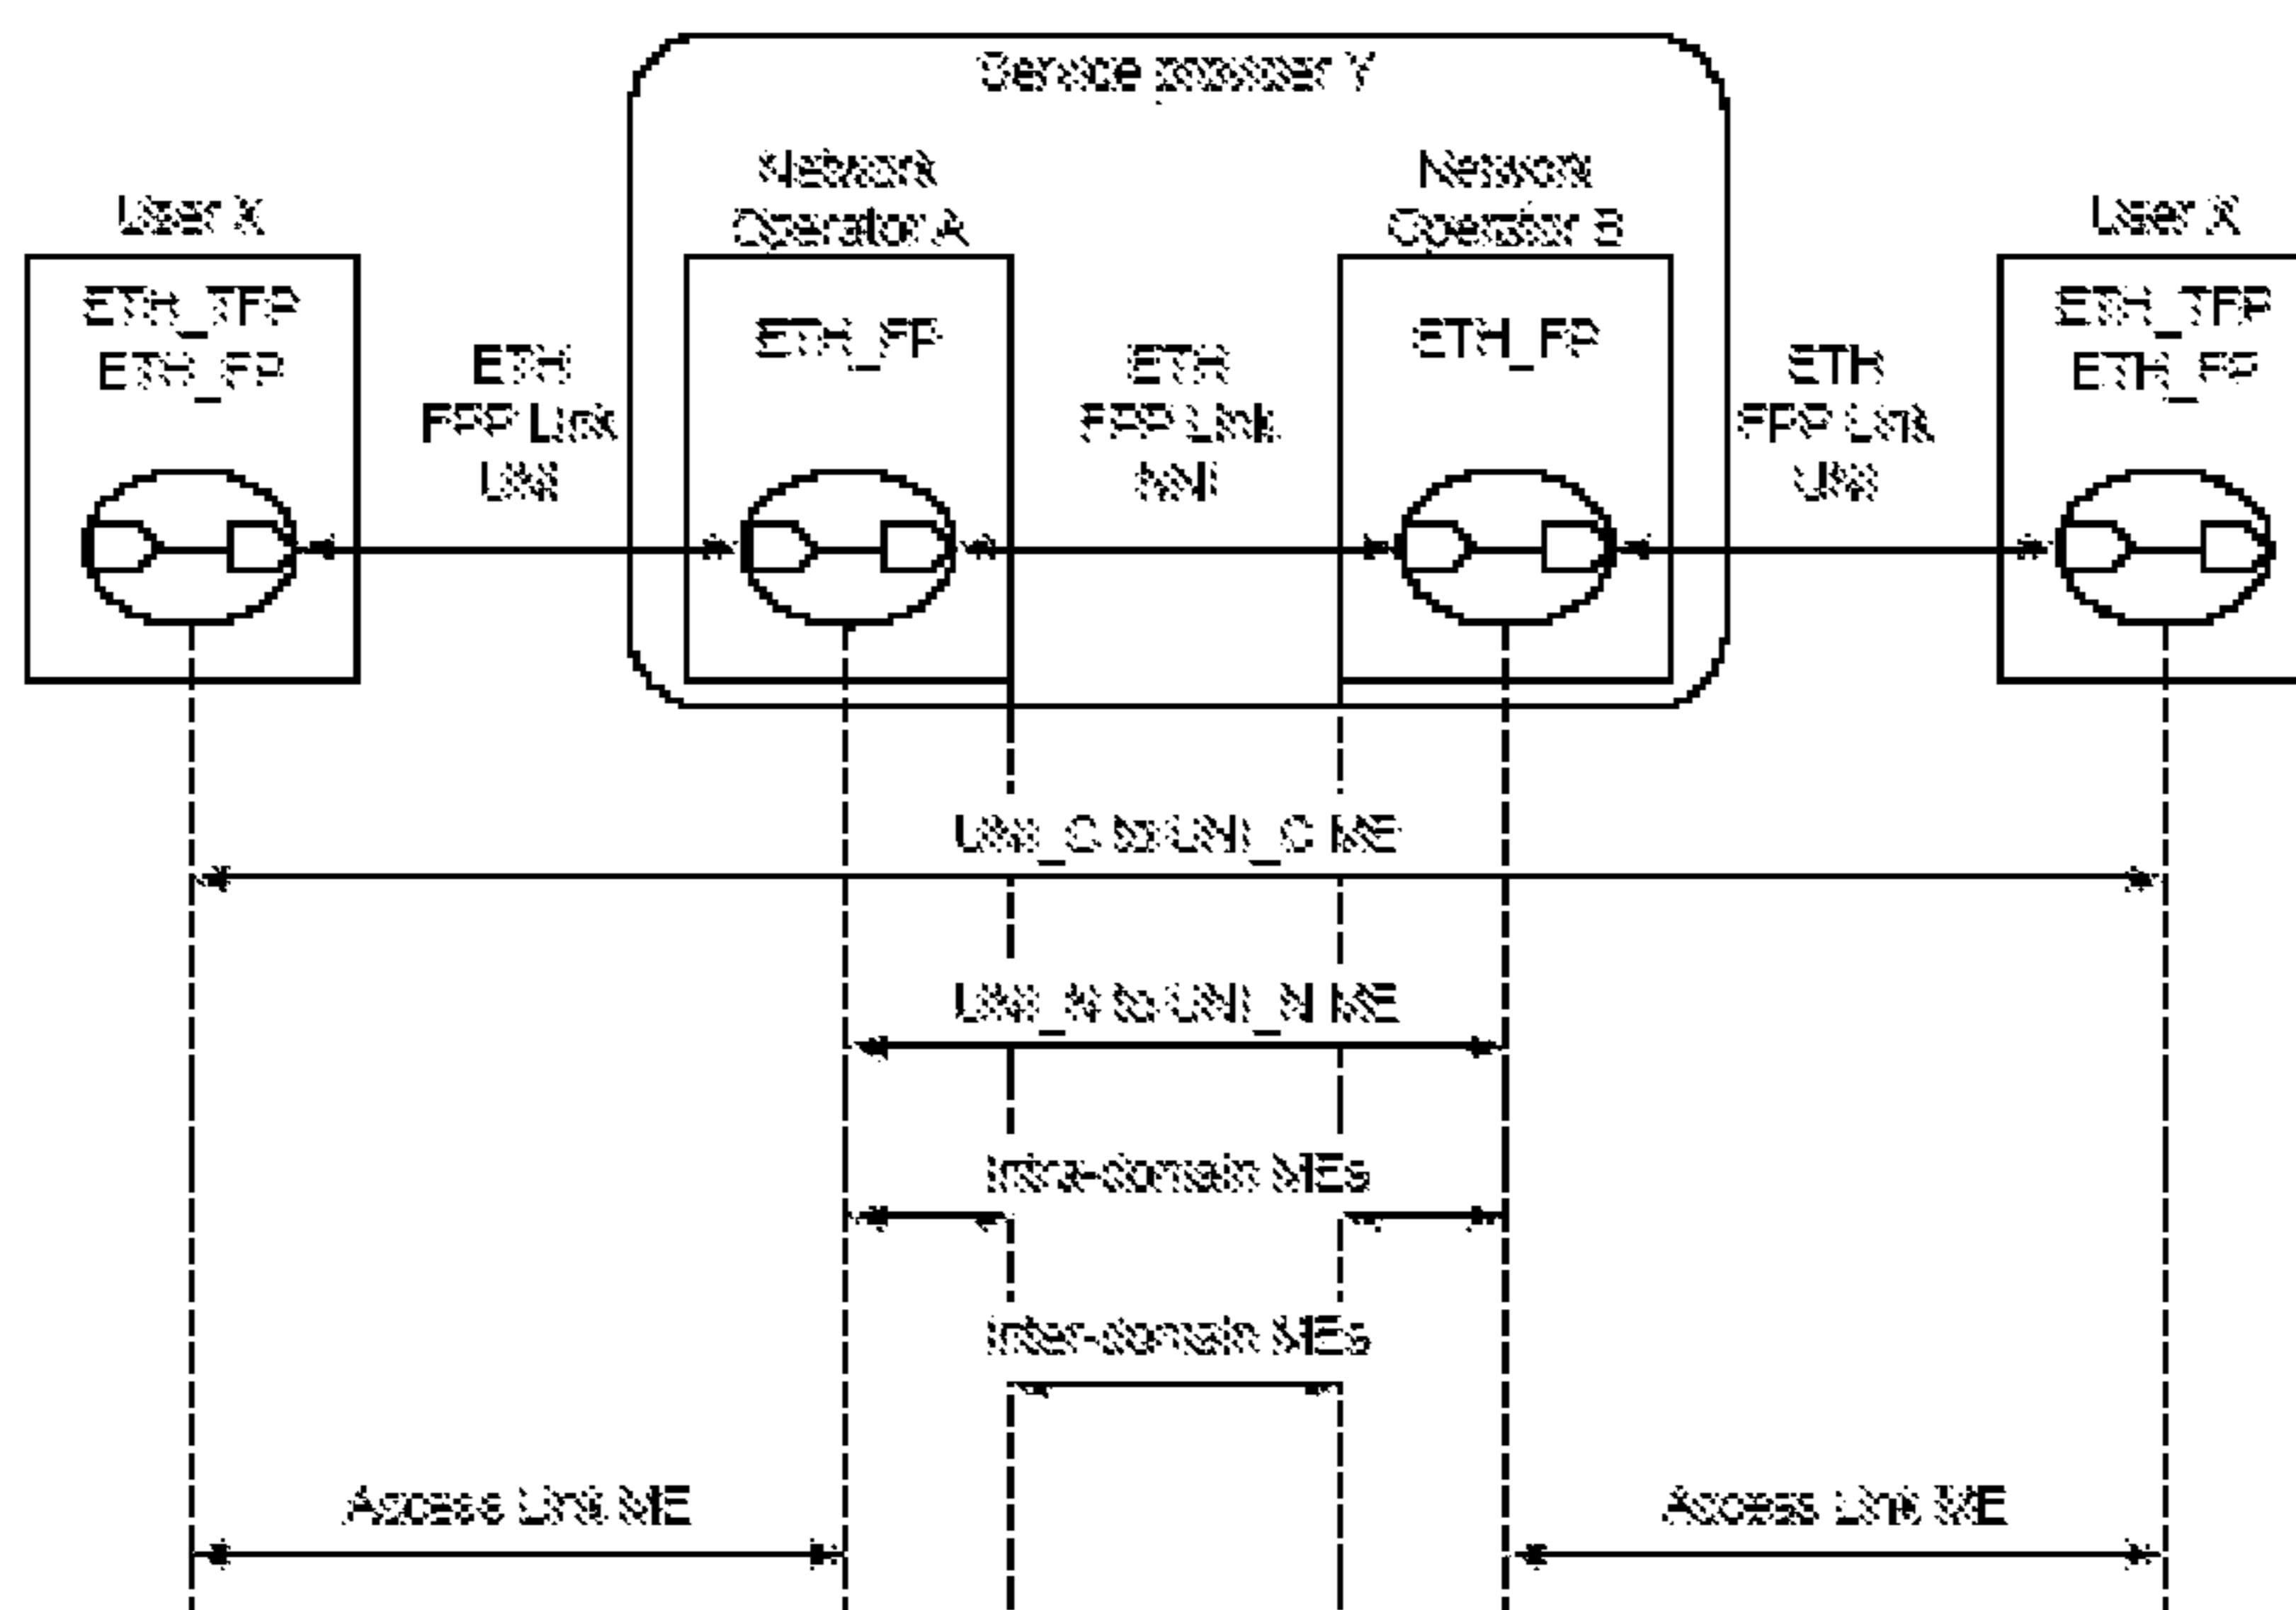 Service provider Y
Network
Operator A
Network
Operator B
User X
User X
ETH_TFP
ETH_FP
ETH
FPP Link
UNI
ETH_FP
ETH
FPP Link
NNI
ETH_FP
ETH
FPP Link
UNI
ETH_TFP
ETH_FP
UNI_C to UNI_C ME
UNI_N to UNI_N ME
Intra-domain MEs
Inter-domain MEs
Access Link ME
Access Link ME